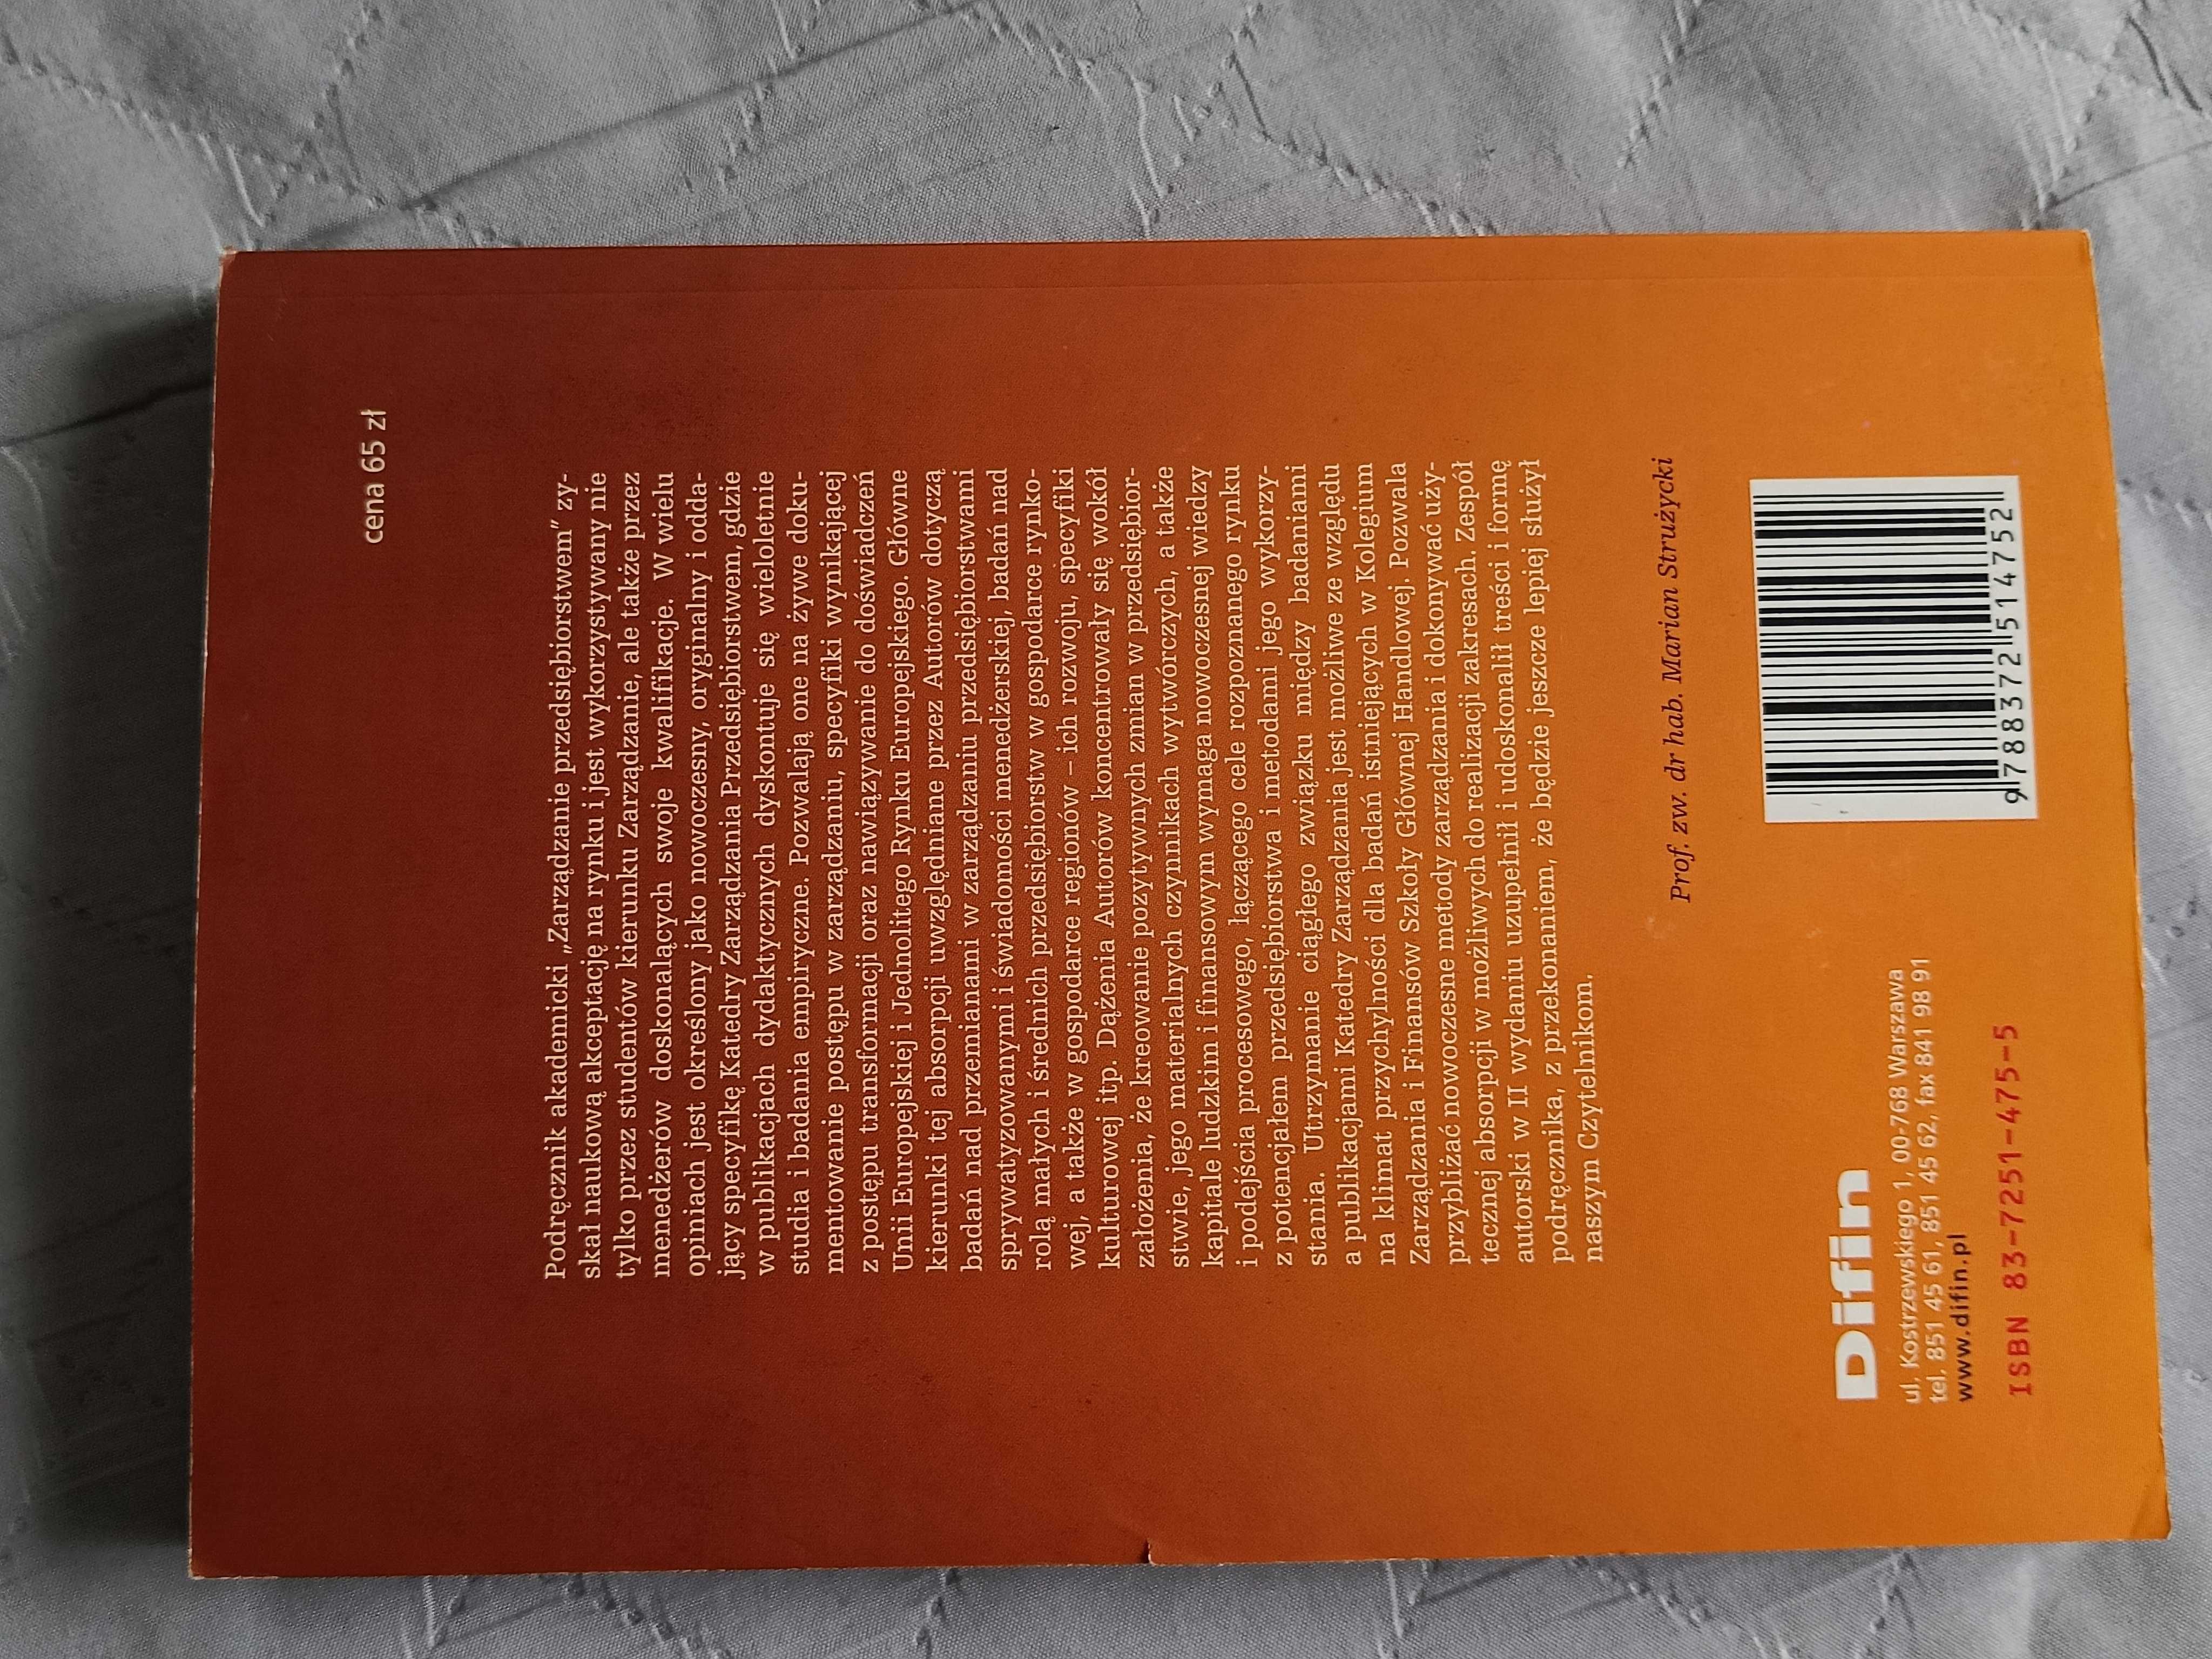 cena 65 zł
Podręcznik akademicki „Zarządzanie przedsiębiorstwem” zy-
skał naukową akceptację na rynku i jest wykorzystywany nie
tylko przez studentów kierunku Zarządzanie, ale także przez
menedżerów doskonalących swoje kwalifikacje. W wielu
opiniach jest określony jako nowoczesny, oryginalny i odda-
jący specyfikę Katedry Zarządzania Przedsiębiorstwem, gdzie
w publikacjach dydaktycznych dyskontuje się wieloletnie
studia i badania empiryczne. Pozwalają one na żywe doku-
mentowanie postępu w zarządzaniu, specyfiki wynikającej
z postępu transformacji oraz nawiązywanie do doświadczeń
Unii Europejskiej i Jednolitego Rynku Europejskiego. Główne
kierunki tej absorpcji uwzględniane przez Autorów dotyczą
badań nad przemianami w zarządzaniu przedsiębiorstwami
sprywatyzowanymi i świadomości menedżerskiej, badań nad
rolą małych i średnich przedsiębiorstw w gospodarce rynko-
wej, a także w gospodarce regionów – ich rozwoju, specyfiki
kulturowej itp. Dążenia Autorów koncentrowały się wokół
założenia, że kreowanie pozytywnych zmian w przedsiębior-
stwie, jego materialnych czynnikach wytwórczych, a także
kapitale ludzkim i finansowym wymaga nowoczesnej wiedzy
i podejścia procesowego, łączącego cele rozpoznanego rynku
z potencjałem przedsiębiorstwa i metodami jego wykorzy-
stania. Utrzymanie ciągłego związku między badaniami
a publikacjami Katedry Zarządzania jest możliwe ze względu
na klimat przychylności dla badań istniejących w Kolegium
Zarządzania i Finansów Szkoły Głównej Handlowej. Pozwala
przybliżać nowoczesne metody zarządzania i dokonywać uży-
tecznej absorpcji w możliwych do realizacji zakresach. Zespół
autorski w II wydaniu uzupełnił i udoskonalił treści i formę
podręcznika, z przekonaniem, że będzie jeszcze lepiej służył
naszym Czytelnikom.
Prof. zw. dr hab. Marian Strużycki
Difin
ul. Kostrzewskiego 1, 00-768 Warszawa
tel. 851 45 61, 851 45 62, fax 841 98 91
www.difin.pl
ISBN 83-7251-475-5
9 788372 514752